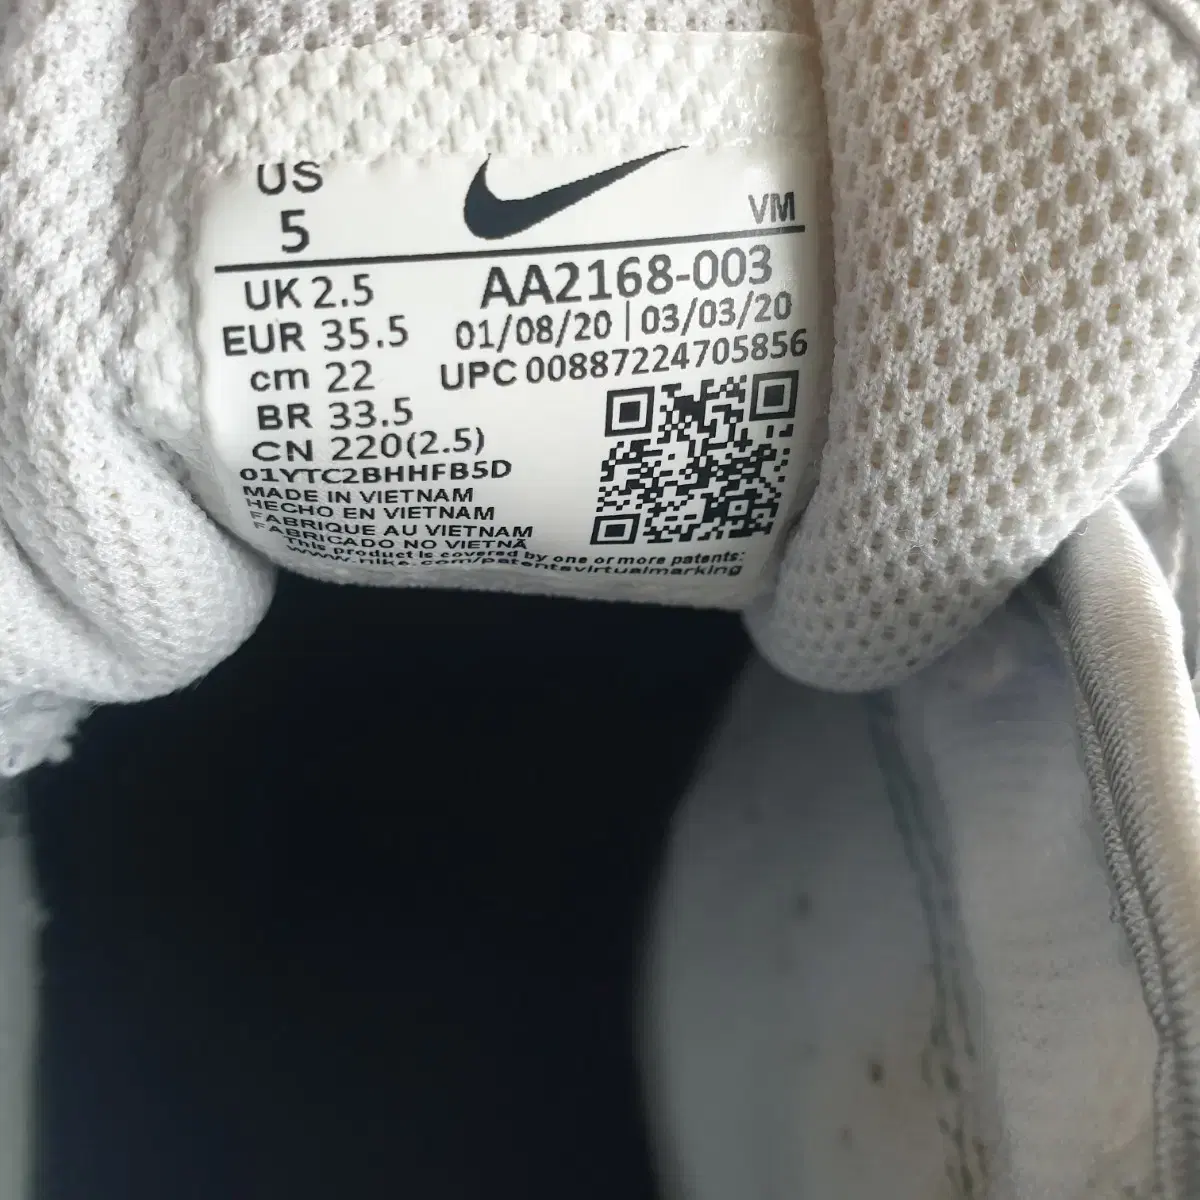 US
5
VM
UK 2.5
EUR 35.5
cm 22
BR 33.5
CN 220(2.5)
AA2168-003
01/08/20 | 03/03/20
UPC 00887224705856
01YTC2BHHFB5D
MADE IN VIETNAM
HECHO EN VIETNAM
FABRIQUE AU VIETNAM
FABRICADO NO VIETNÃ
This product is covered by one or more patents:
www.nike.com/patentsvirtualmarking